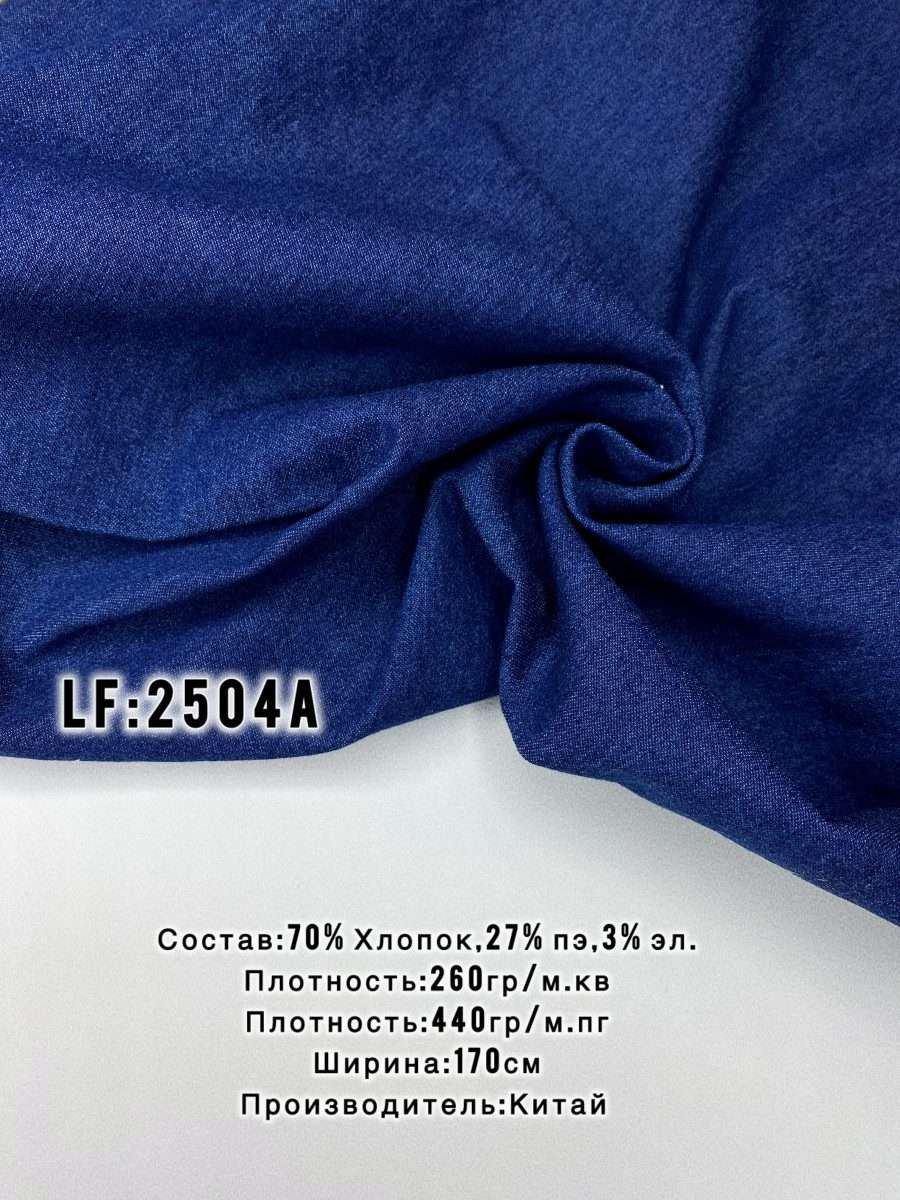 LF:2504A
Состав:70% Хлопок,27% пэ,3% эл.
Плотность:260гр/м.кв
Плотность:440гр/м.пг
Ширина:170см
Производитель:Китай